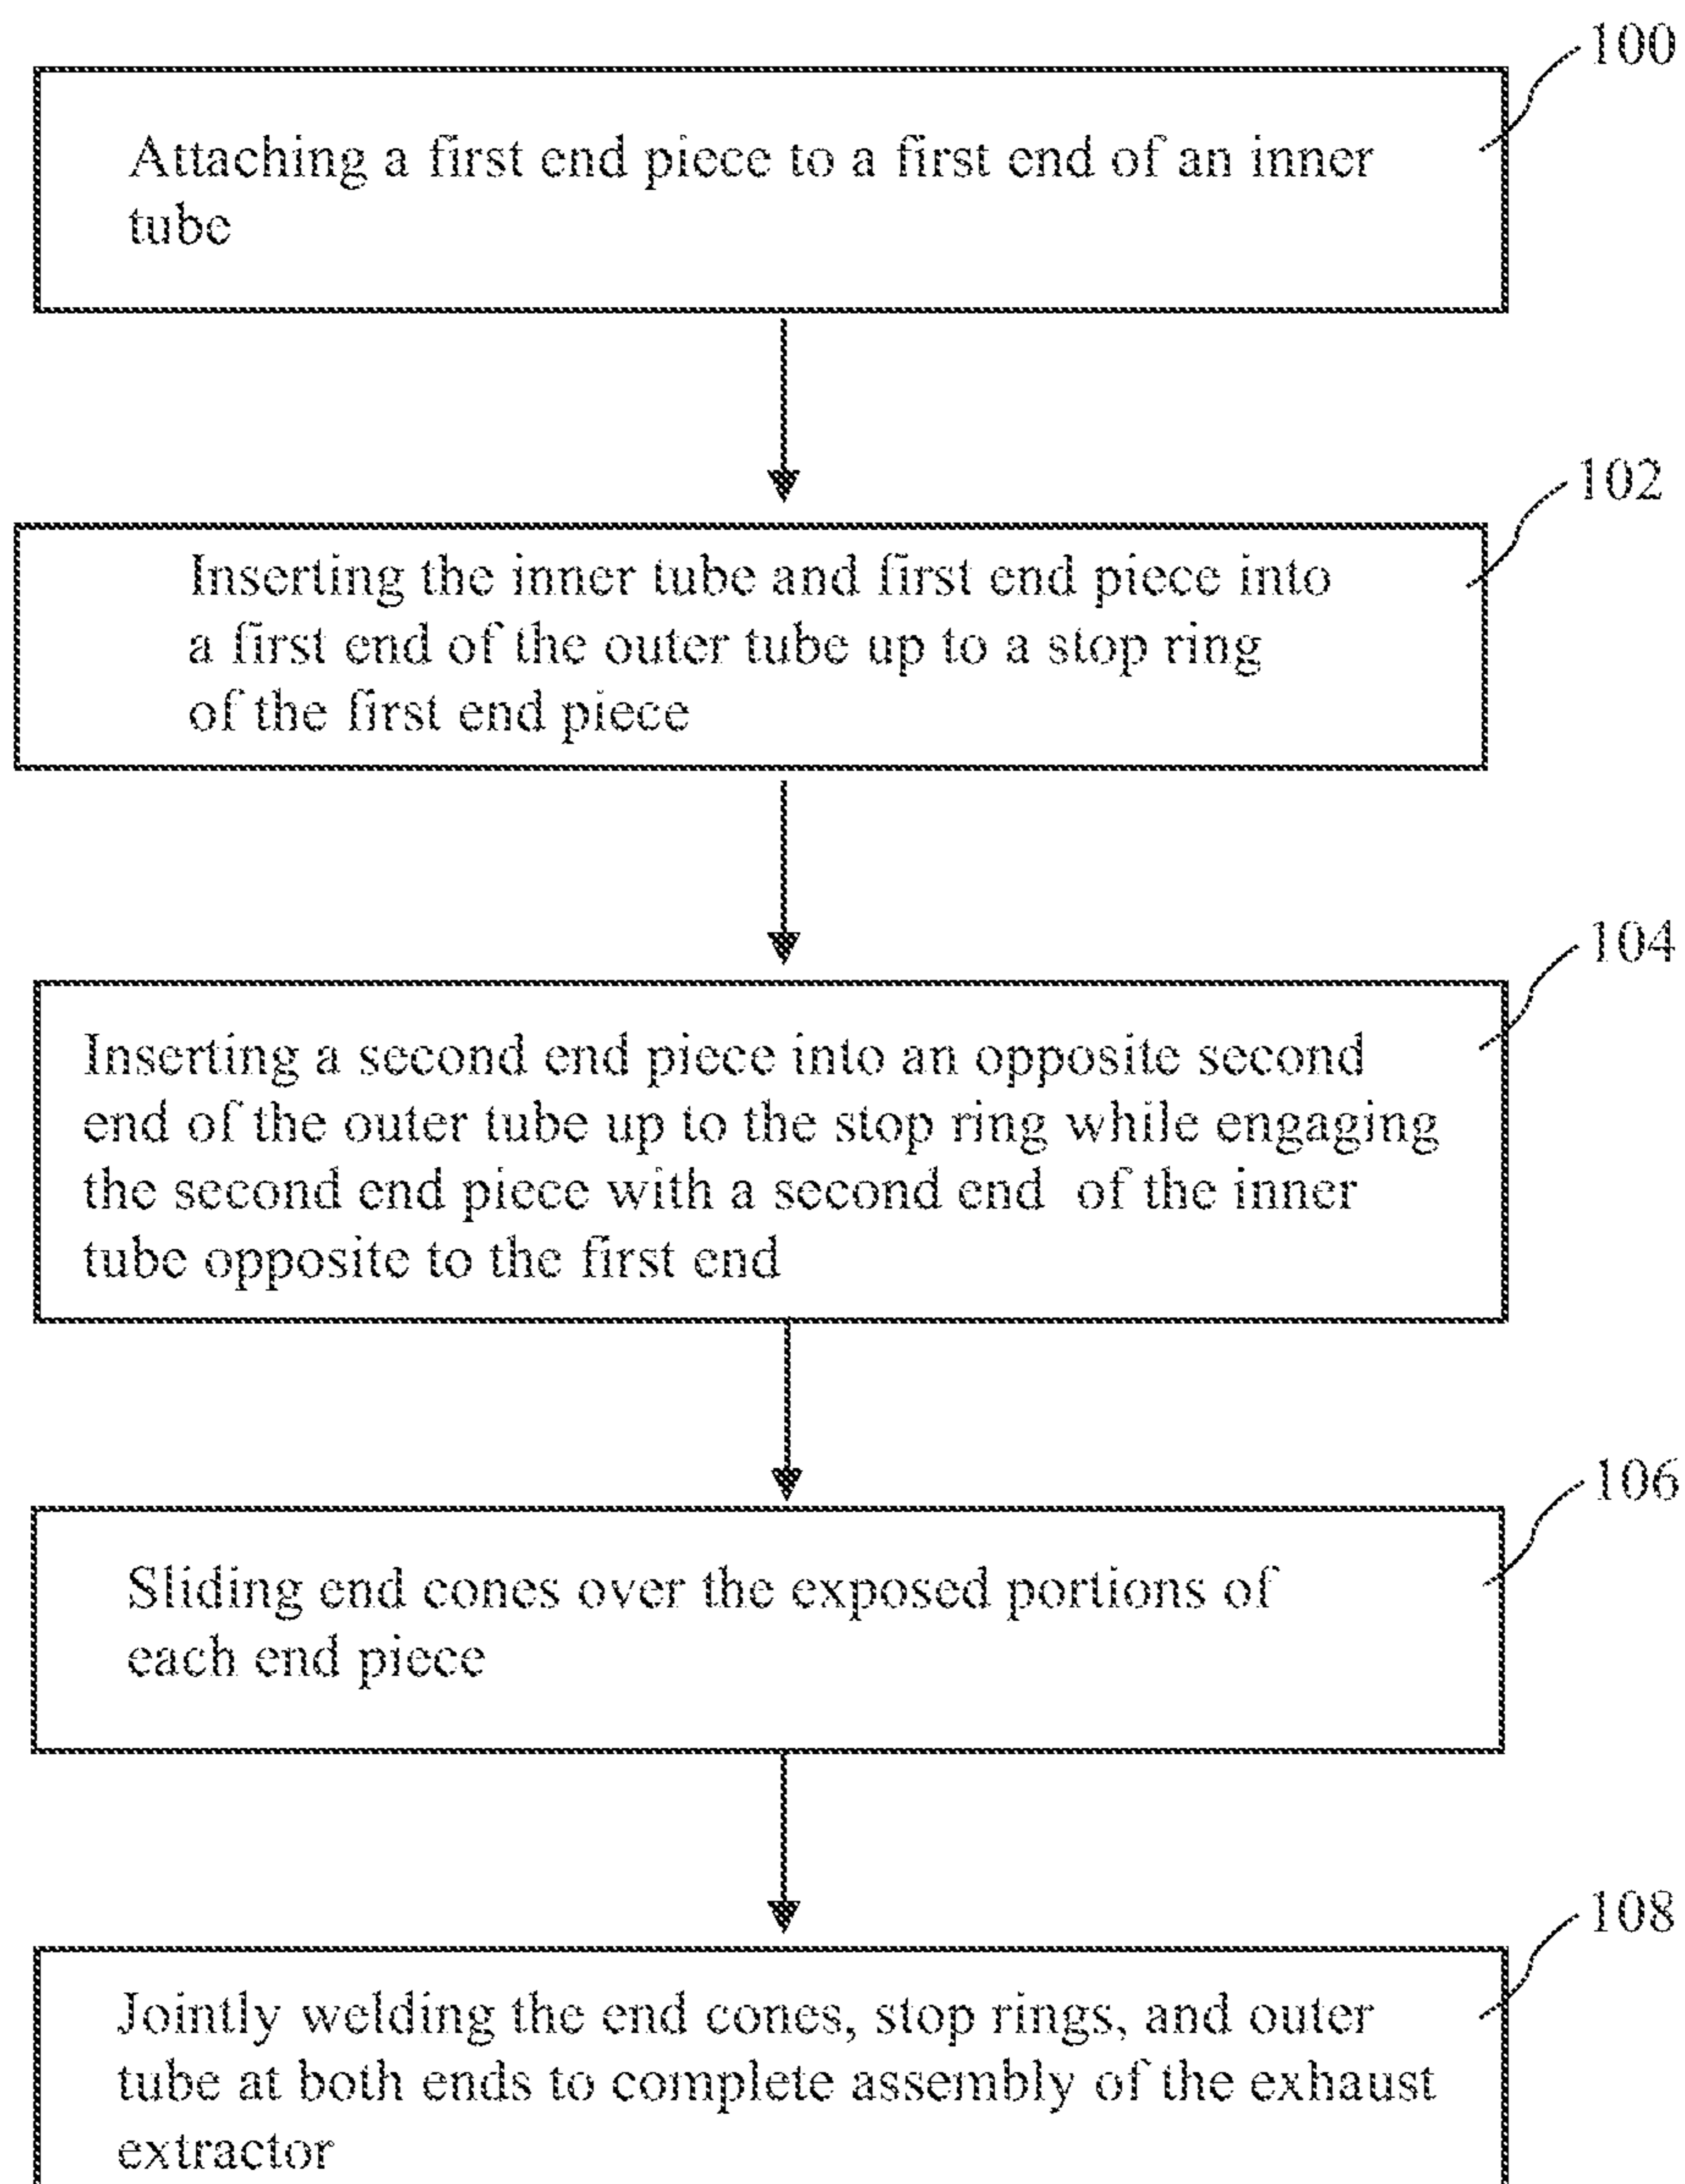 100
Attaching a first end piece to a first end of an inner
tube
102
Inserting the inner tube and first end piece into
a first end of the outer tube up to a stop ring
of the first end piece
104
Inserting a second end piece into an opposite second
end of the outer tube up to the stop ring while engaging
the second end piece with a second end of the inner
tube opposite to the first end
106
Sliding end cones over the exposed portions of
each end piece
108
Jointly welding the end cones, stop rings, and outer
tube at both ends to complete assembly of the exhaust
extractor